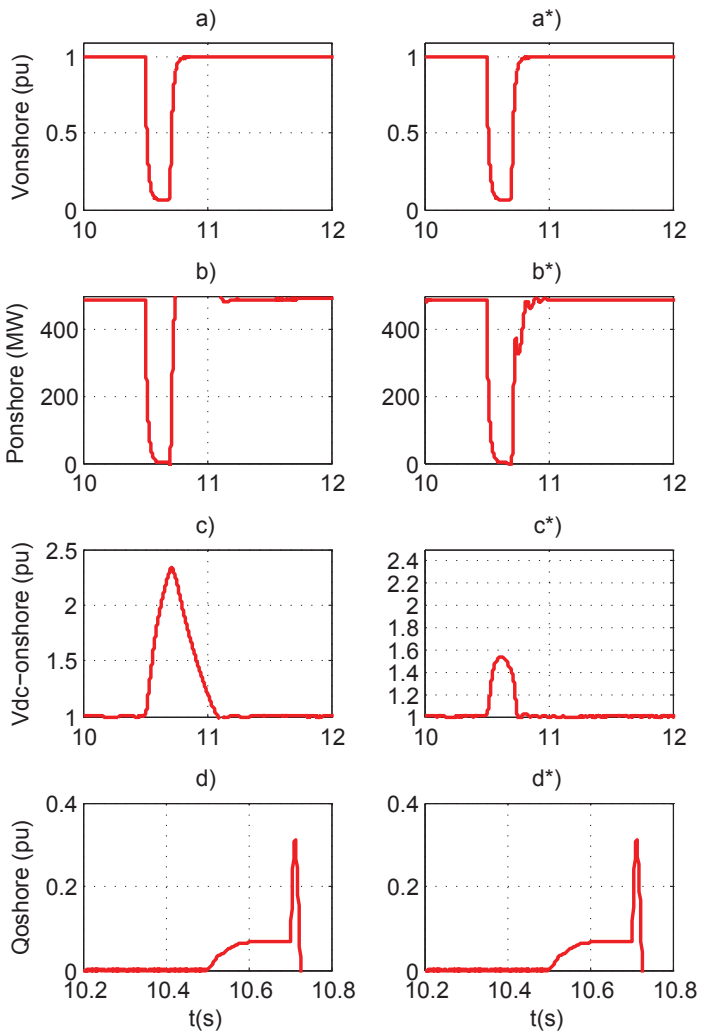 a) a*)
Vonshore (pu)
1 1
0.5 0.5
0 0
10 11 12 10 11 12
b) b*)
Ponshore (MW)
400 400
200 200
0 0
10 11 12 10 11 12
c) c*)
Vdc−onshore (pu)
2.5 2.4
2.2
2 2
1.8
1.6
1.5 1.4
1.2
1 1
10 11 12 10 11 12
d) d*)
Qoshore (pu)
0.4 0.4
0.2 0.2
0 0
10.2 10.4 10.6 10.8 10.2 10.4 10.6 10.8
t(s) t(s)